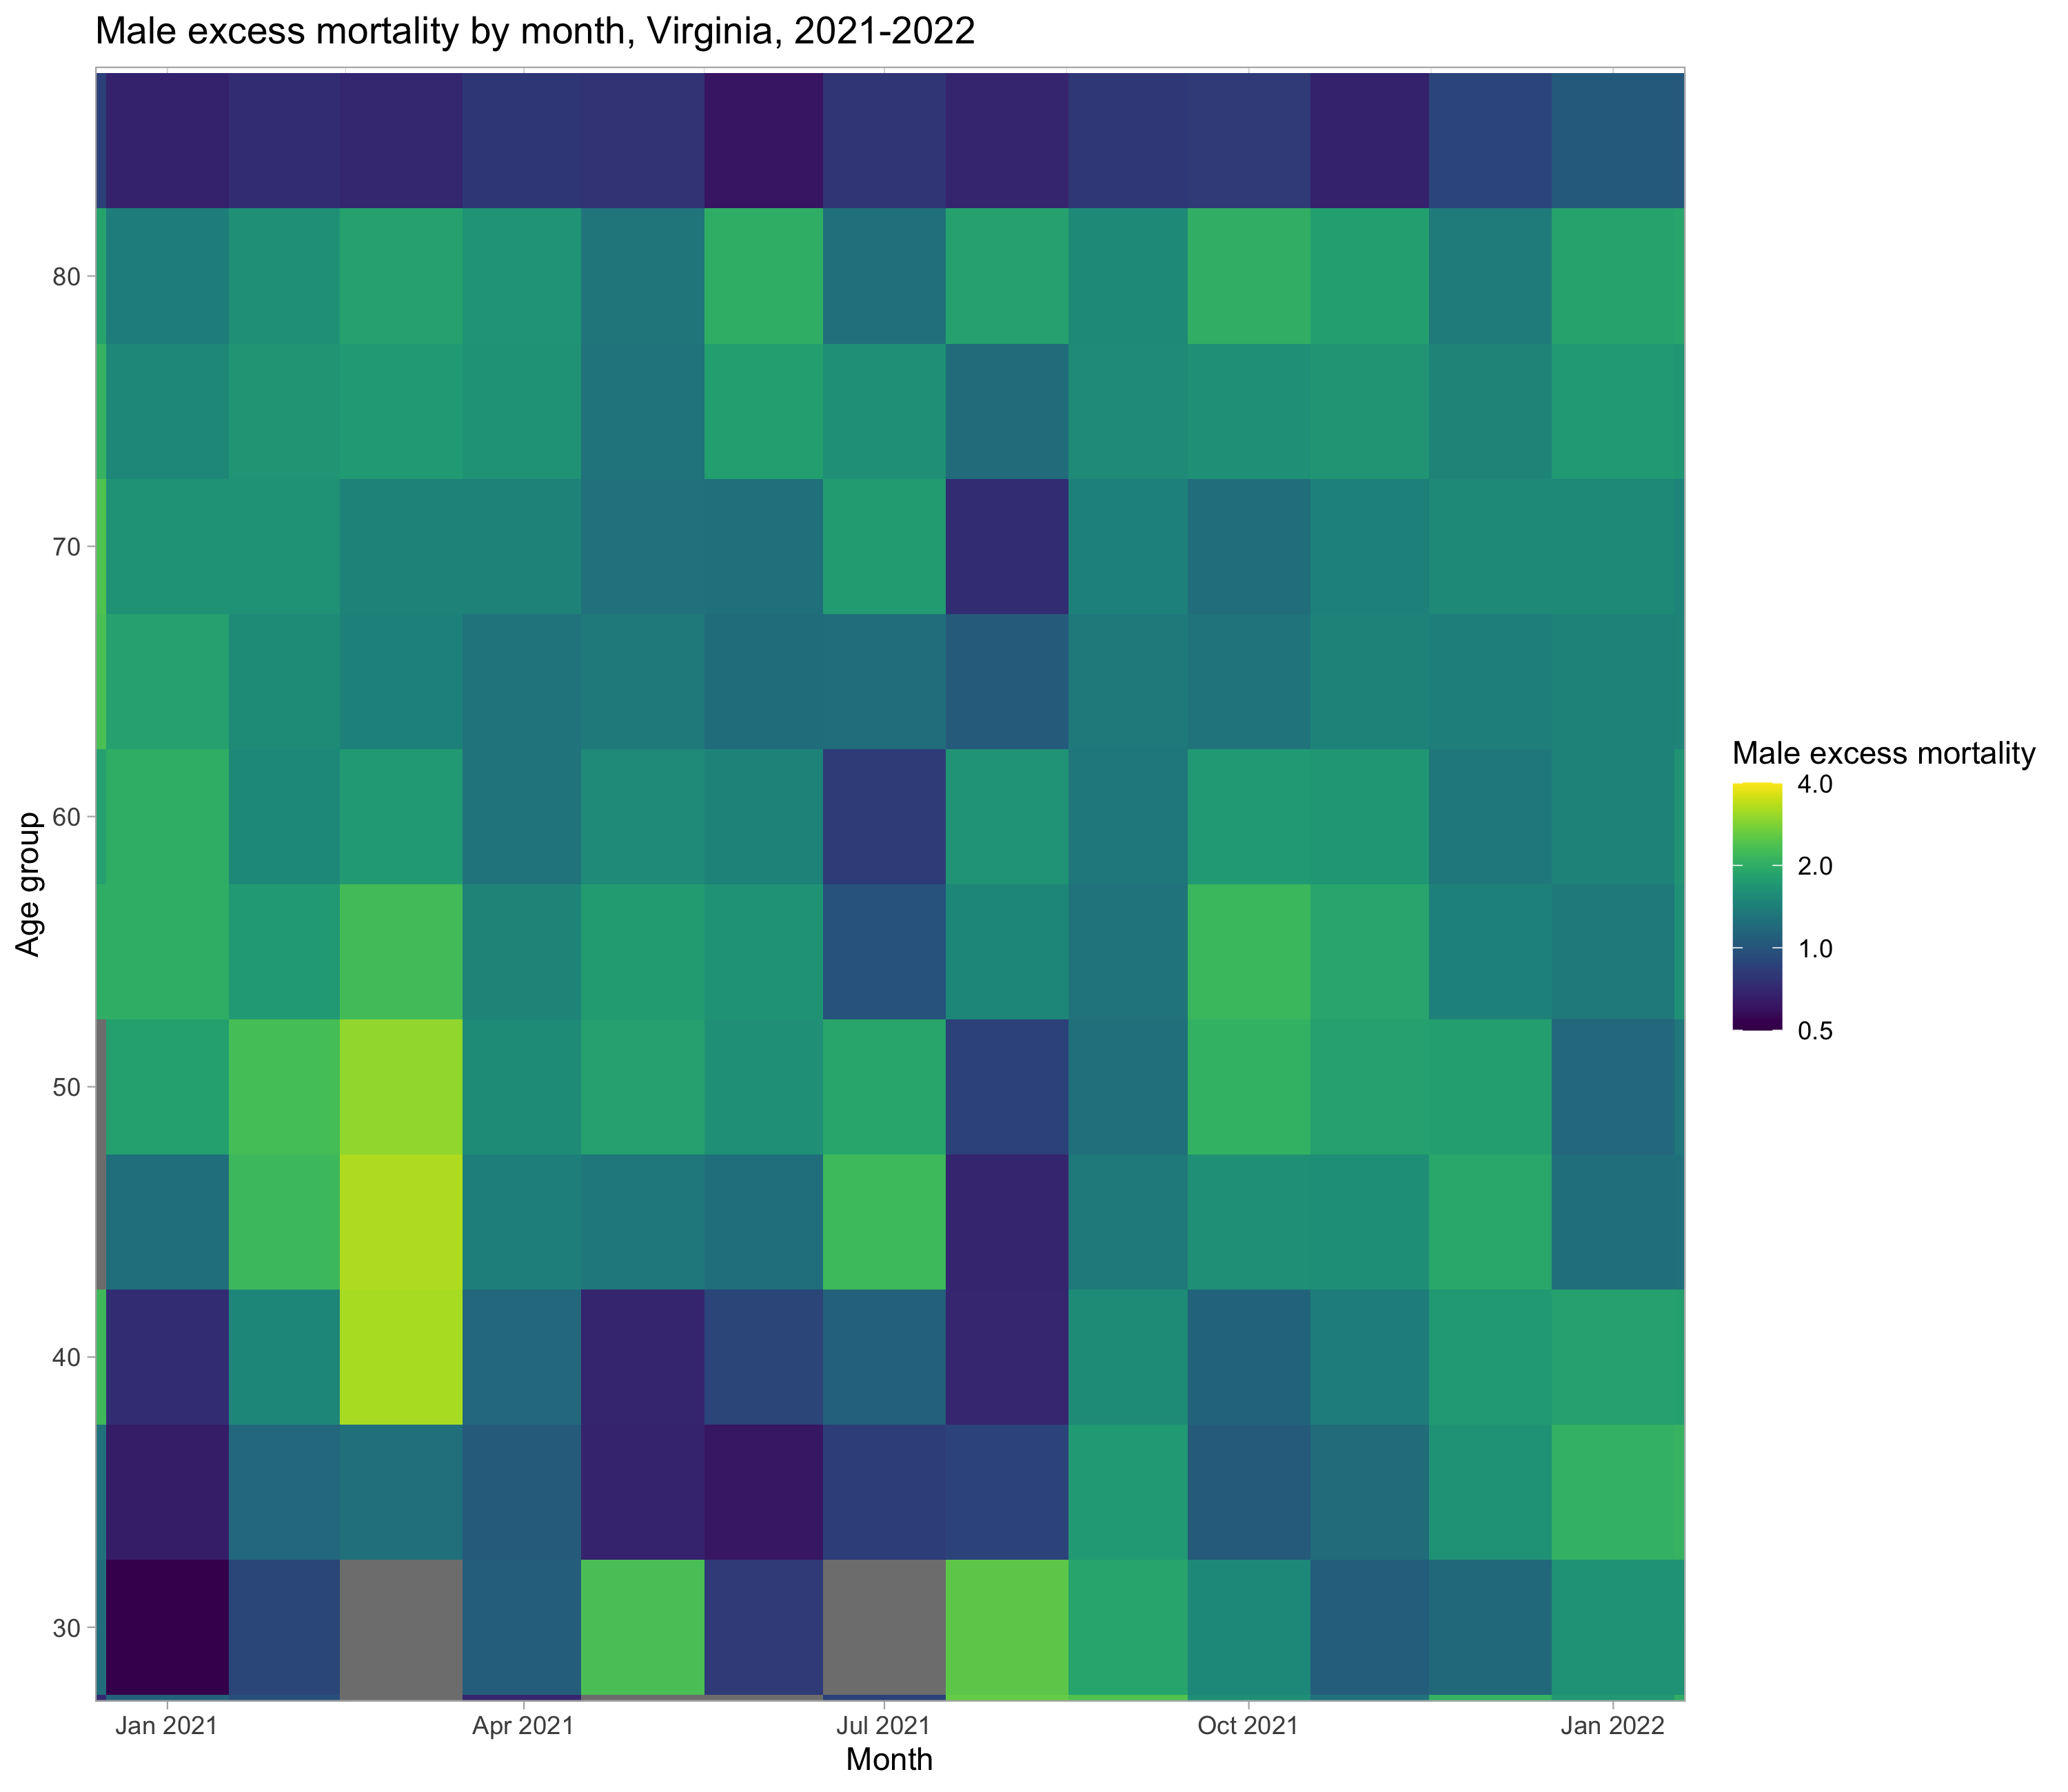 Male excess mortality by month, Virginia, 2021-2022
80
70
60
50
40
30
Age group
Jan 2021
Apr 2021
Jul 2021
Oct 2021
Jan 2022
Month
Male excess mortality
4.0
2.0
1.0
0.5